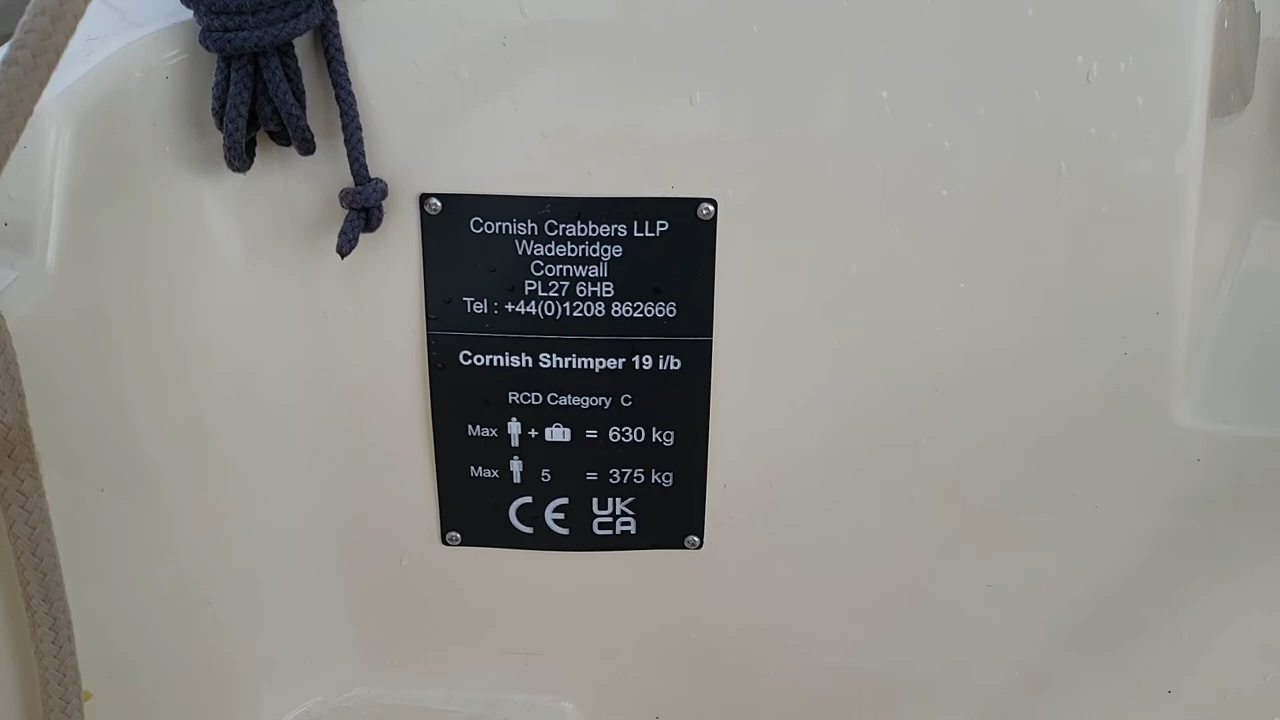 Cornish Crabbers LLP
Wadebridge
Cornwall
PL27 6HB
Tel : +44(0)1208 862666
Cornish Shrimper 19 i/b
RCD Category C
Max + = 630 kg
Max 5 = 375 kg
CE UK
CA